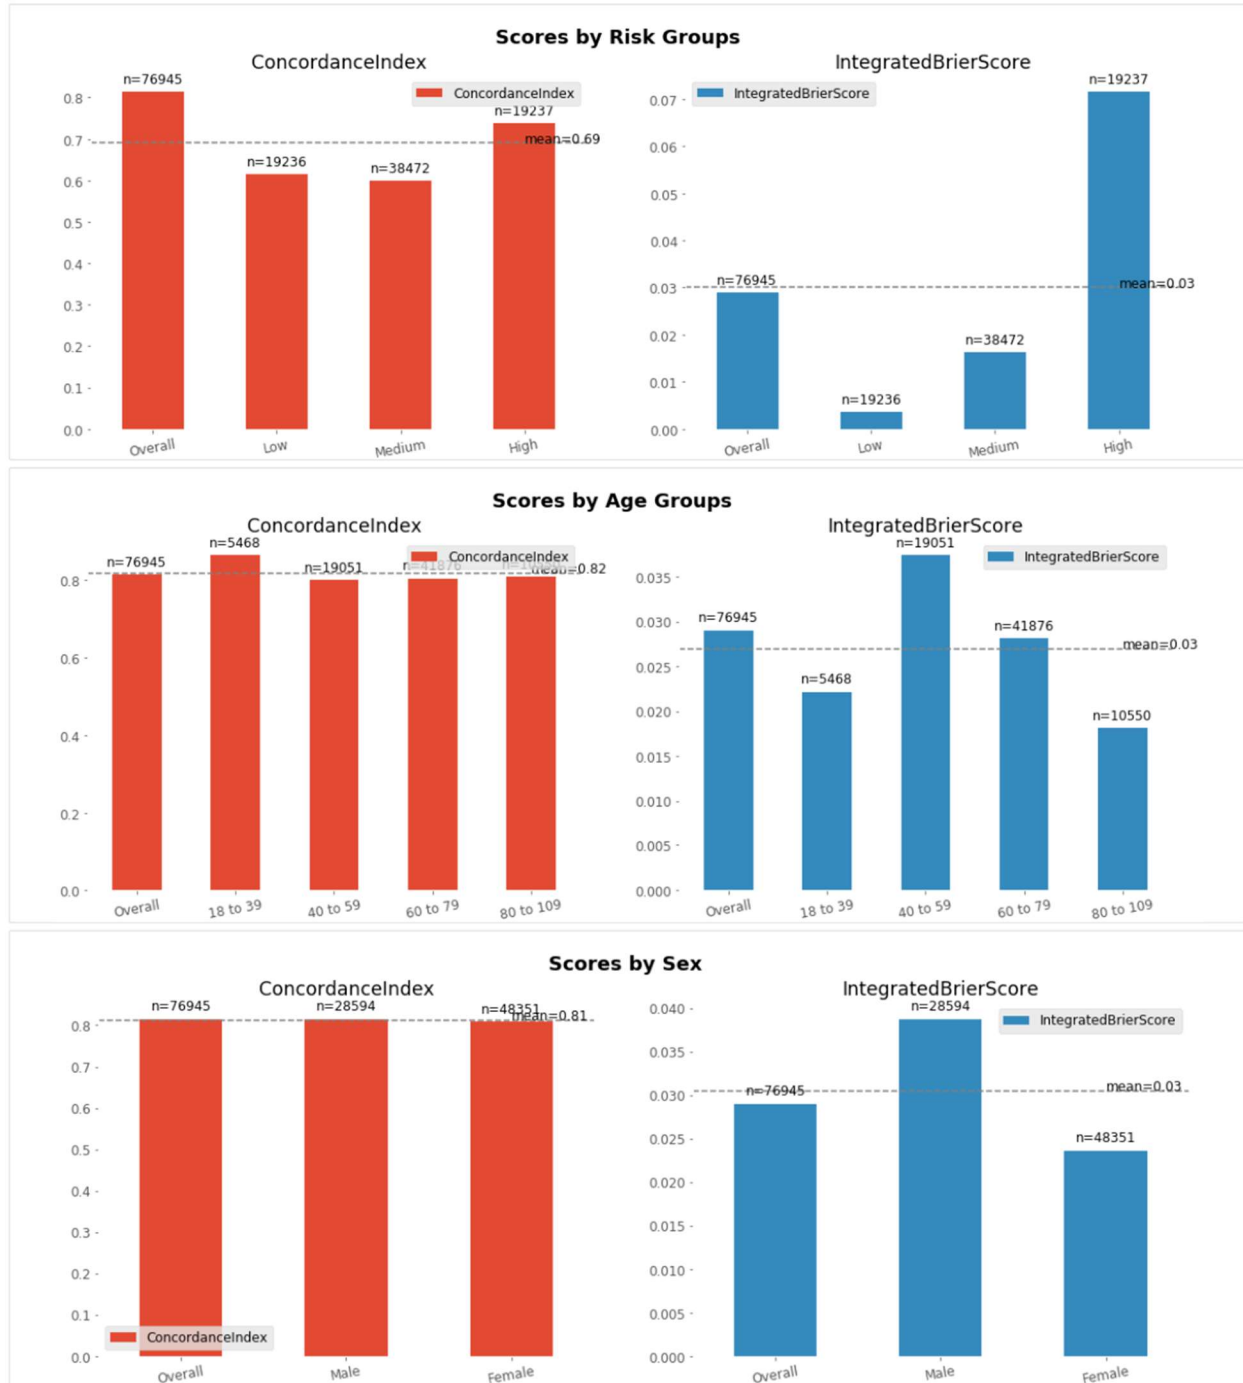 Scores by Risk Groups
ConcordanceIndex
n=76945
ConcordanceIndex
n=19237
mean=0.69
n=19236
n=38472
0.8
0.7
0.6
0.5
0.4
0.3
0.2
0.1
0.0
Overall
Low
Medium
High
IntegratedBrierScore
IntegratedBrierScore
0.07
0.06
0.05
0.04
0.03
0.02
0.01
0.00
n=76945
mean=0.03
n=38472
n=19236
n=19237
Overall
Low
Medium
High
Scores by Age Groups
ConcordanceIndex
n=5468
n=76945
n=19051
ConcordanceIndex
n=41876
mean=0.82
0.8
0.6
0.4
0.2
0.0
Overall
18 to 39
40 to 59
60 to 79
80 to 109
IntegratedBrierScore
n=19051
IntegratedBrierScore
0.035
0.030
0.025
0.020
0.015
0.010
0.005
0.000
n=76945
n=41876
mean=0.03
n=5468
n=10550
Overall
18 to 39
40 to 59
60 to 79
80 to 109
Scores by Sex
ConcordanceIndex
n=76945
n=28594
n=48351
mean=0.81
0.8
0.7
0.6
0.5
0.4
0.3
0.2
0.1
0.0
ConcordanceIndex
Overall
Male
Female
IntegratedBrierScore
n=28594
IntegratedBrierScore
0.040
0.035
0.030
0.025
0.020
0.015
0.010
0.005
0.000
mean=0.03
n=76945
n=48351
Overall
Male
Female